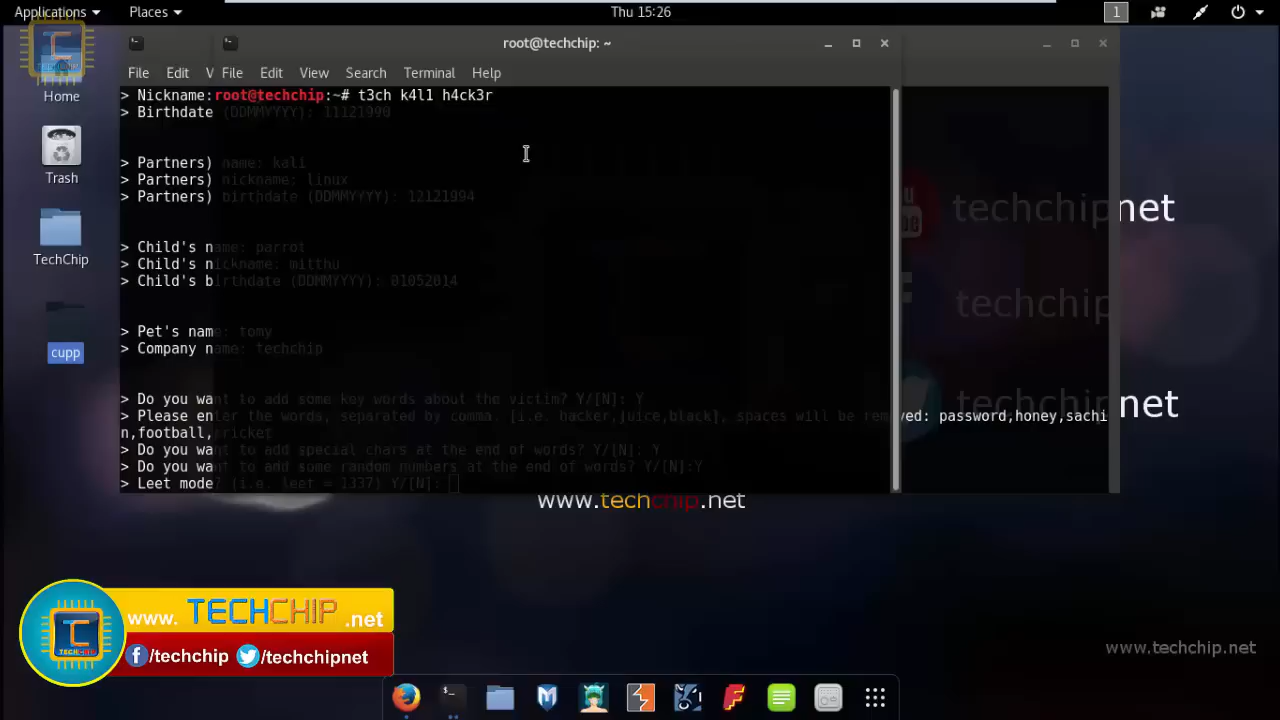 Applications
Places
Thu 15:26
1
root@techchip: ~
File Edit V
File Edit View Search Terminal Help
Home
Trash
TechChip
cupp
> Nickname:root@techchip:~# t3ch k4l1 h4ck3r
> Birthdate (DDMMYYYY): 11121990
> Partners) name: kali
> Partners) nickname: linux
> Partners) birthdate (DDMMYYYY): 12121994
> Child's name: parrot
> Child's nickname: mitthu
> Child's birthdate (DDMMYYYY): 01052014
> Pet's name: tomy
> Company name: techchip
> Do you want to add some key words about the victim? Y/[N]: Y
> Please enter the words, separated by comma. [i.e. hacker,juice,black], spaces will be removed: password,honey,sachi
n,football,cricket
> Do you want to add special chars at the end of words? Y/[N]: Y
> Do you want to add some random numbers at the end of words? Y/[N]:Y
> Leet mode? (i.e. leet = 1337) Y/[N]:
techchipnet
techchip
techchipnet
www.techchip.net
www. TECHCHIP .net
TECHCHIP
/techchip /techchipnet
www.techchip.net